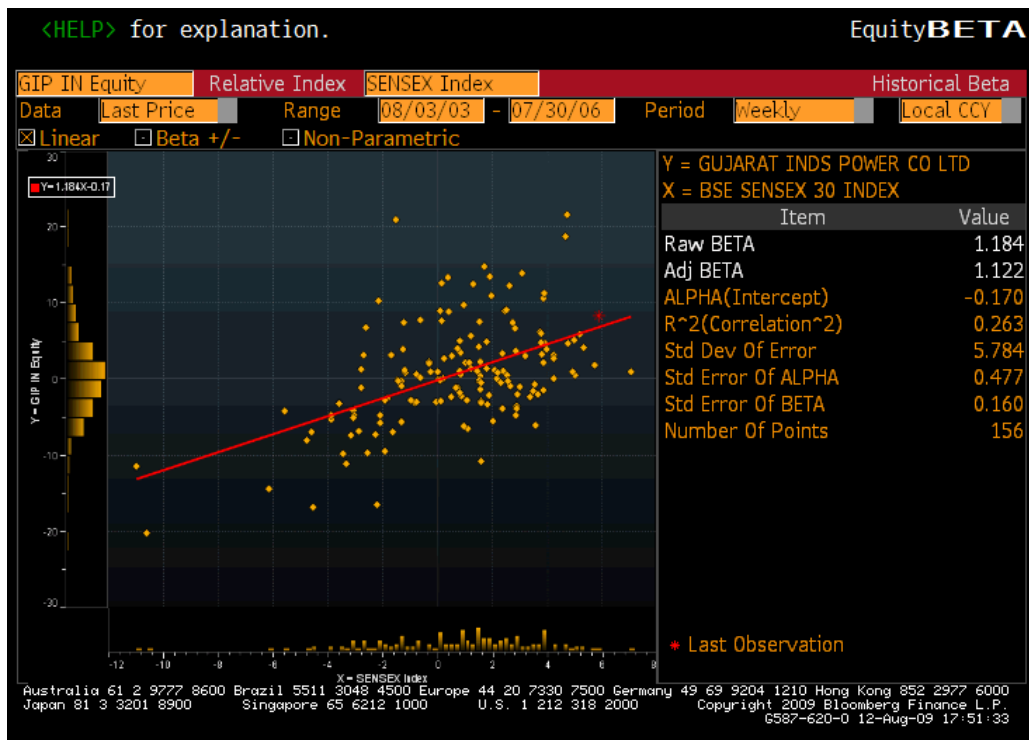 <HELP> for explanation. EquityBETA
GIP IN Equity Relative Index SENSEX Index Historical Beta
Data Last Price Range 08/03/03 - 07/30/06 Period Weekly Local CCY
Linear Beta +/- Non-Parametric
Y = GUJARAT INDS POWER CO LTD
X = BSE SENSEX 30 INDEX
Item Value
Raw BETA 1.184
Adj BETA 1.122
ALPHA(Intercept) -0.170
R^2(Correlation^2) 0.263
Std Dev Of Error 5.784
Std Error Of ALPHA 0.477
Std Error Of BETA 0.160
Number Of Points 156
* Last Observation
Y=1.184X-0.17
30
20
10
0
-10
-20
-30
Y = GIP IN Equity
-12 -10 -8 -6 -4 -2 0 2 4 6 8
X = SENSEX Index
Australia 61 2 9777 8600 Brazil 5511 3048 4500 Europe 44 20 7330 7500 Germany 49 69 9204 1210 Hong Kong 852 2977 6000
Japan 81 3 3201 8900 Singapore 65 6212 1000 U.S. 1 212 318 2000 Copyright 2009 Bloomberg Finance L.P.
G587-620-0 12-Aug-09 17:51:33